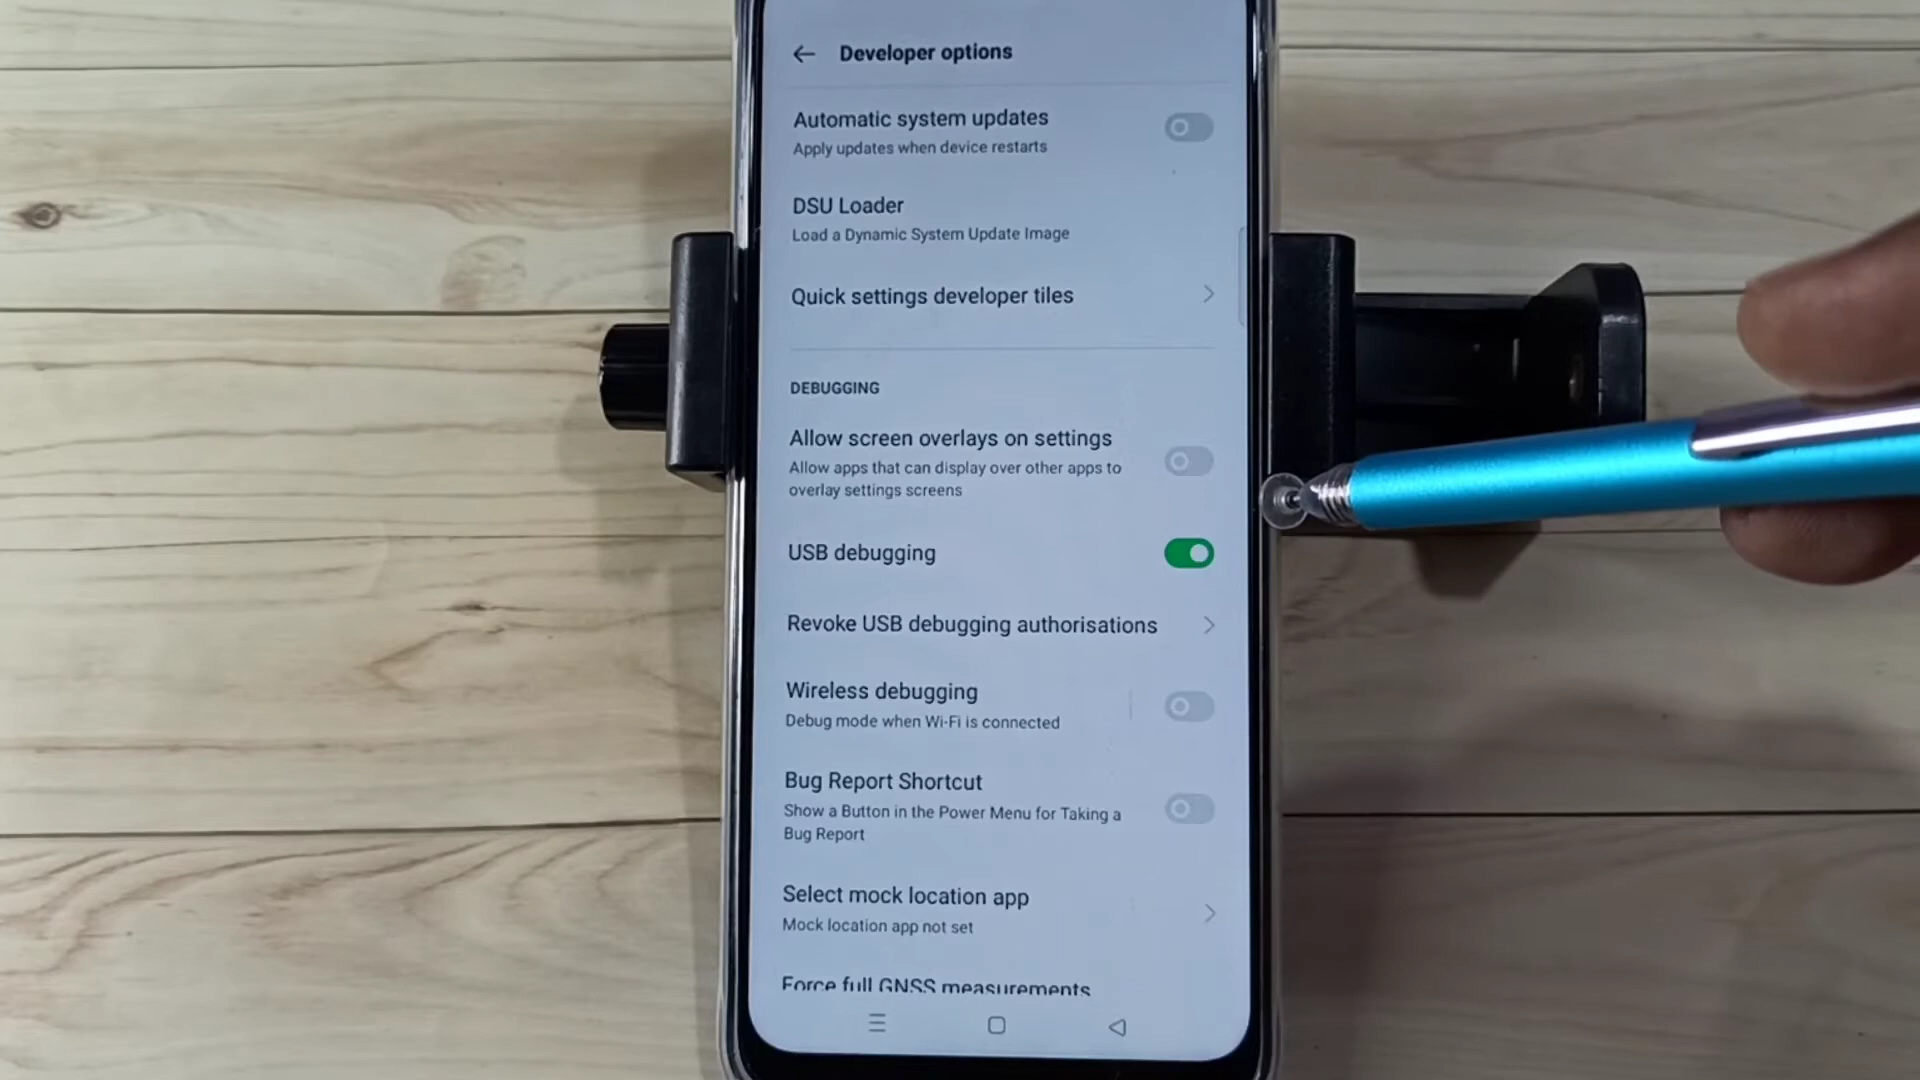 Developer options
Automatic system updates
Apply updates when device restarts
DSU Loader
Load a Dynamic System Update Image
Quick settings developer tiles
DEBUGGING
Allow screen overlays on settings
Allow apps that can display over other apps to
overlay settings screens
USB debugging
Revoke USB debugging authorisations
Wireless debugging
Debug mode when Wi-Fi is connected
Bug Report Shortcut
Show a Button in the Power Menu for Taking a
Bug Report
Select mock location app
Mock location app not set
Force full GNSS measurements